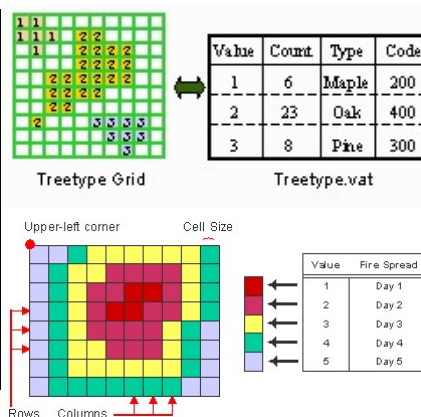 1 1
1 1 1 2 2
1 2 2 2 2
2 2 2 2
2 2 2 2 2 2
2 2 2 2
2 2
2 3 3 3 3
3 3 3
3
Treetype Grid
Value Count Type Code
1 6 Maple 200
2 23 Oak 400
3 8 Pine 300
Treetype.vat
Upper-left corner Cell Size
Rows Columns
Value Fire Spread
1 Day 1
2 Day 2
3 Day 3
4 Day 4
5 Day 5